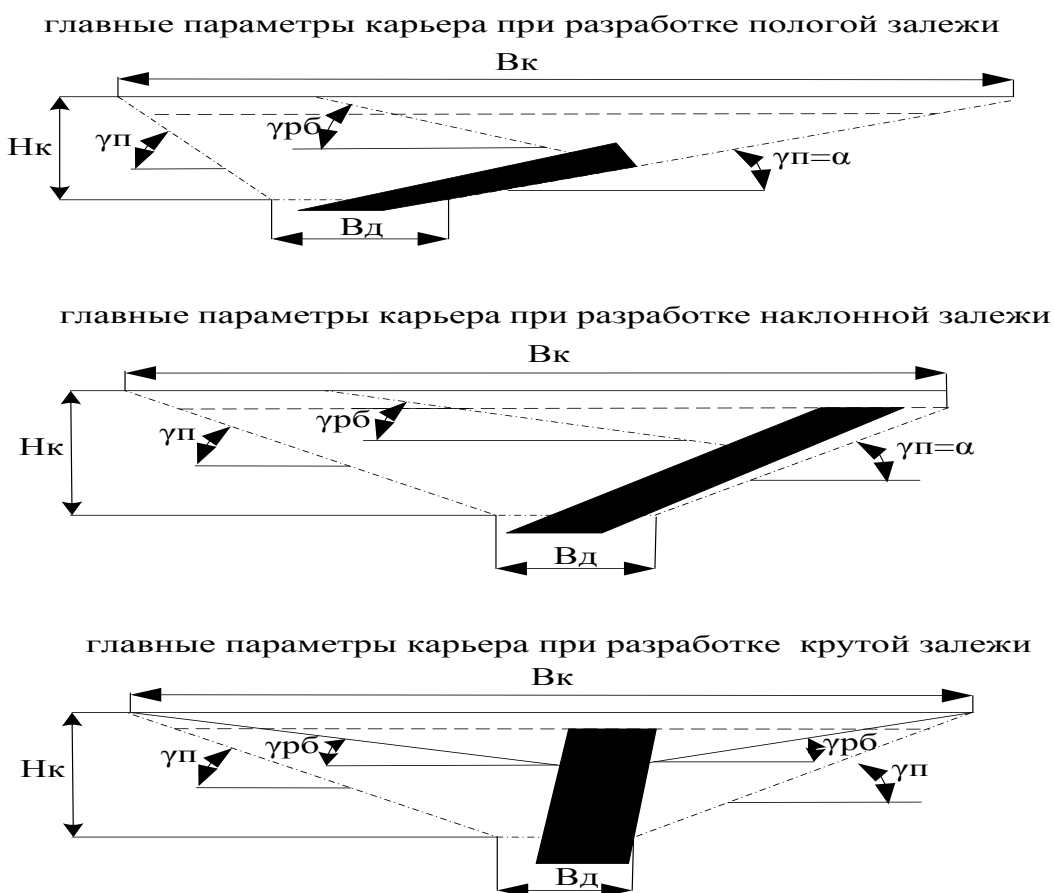 главные параметры карьера при разработке пологой залежи
Вк
Нк
γп
γрб
γп=α
Вд
главные параметры карьера при разработке наклонной залежи
Вк
Нк
γп
γрб
γп=α
Вд
главные параметры карьера при разработке крутой залежи
Вк
Нк
γп
γрб
γрб
γп
Вд